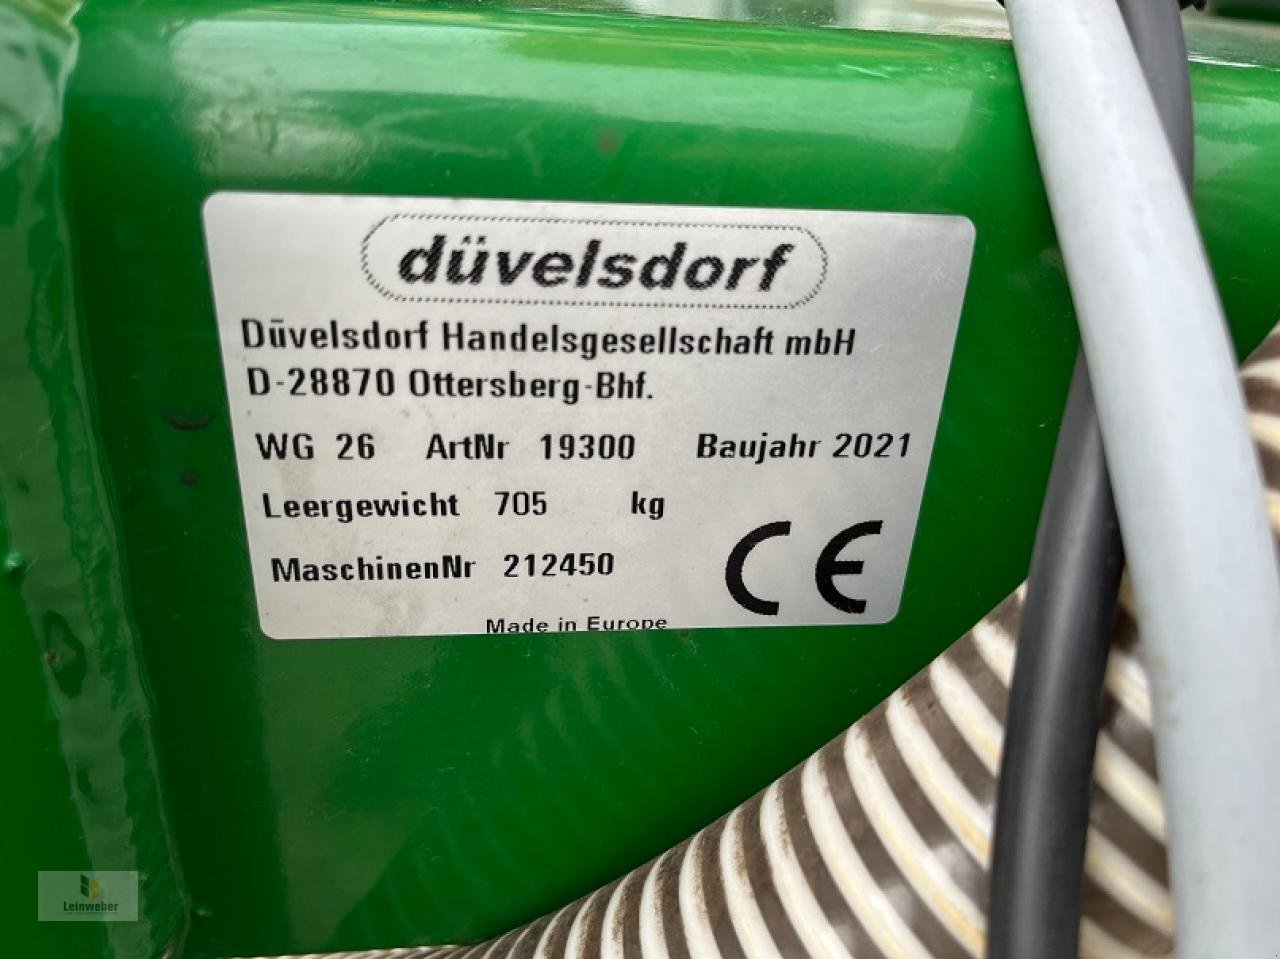 düvelsdorf
Düvelsdorf Handelsgesellschaft mbH
D-28870 Ottersberg-Bhf.
WG 26 ArtNr 19300 Baujahr 2021
Leergewicht 705 kg
MaschinenNr 212450
CE
Made in Europe
Leinweber